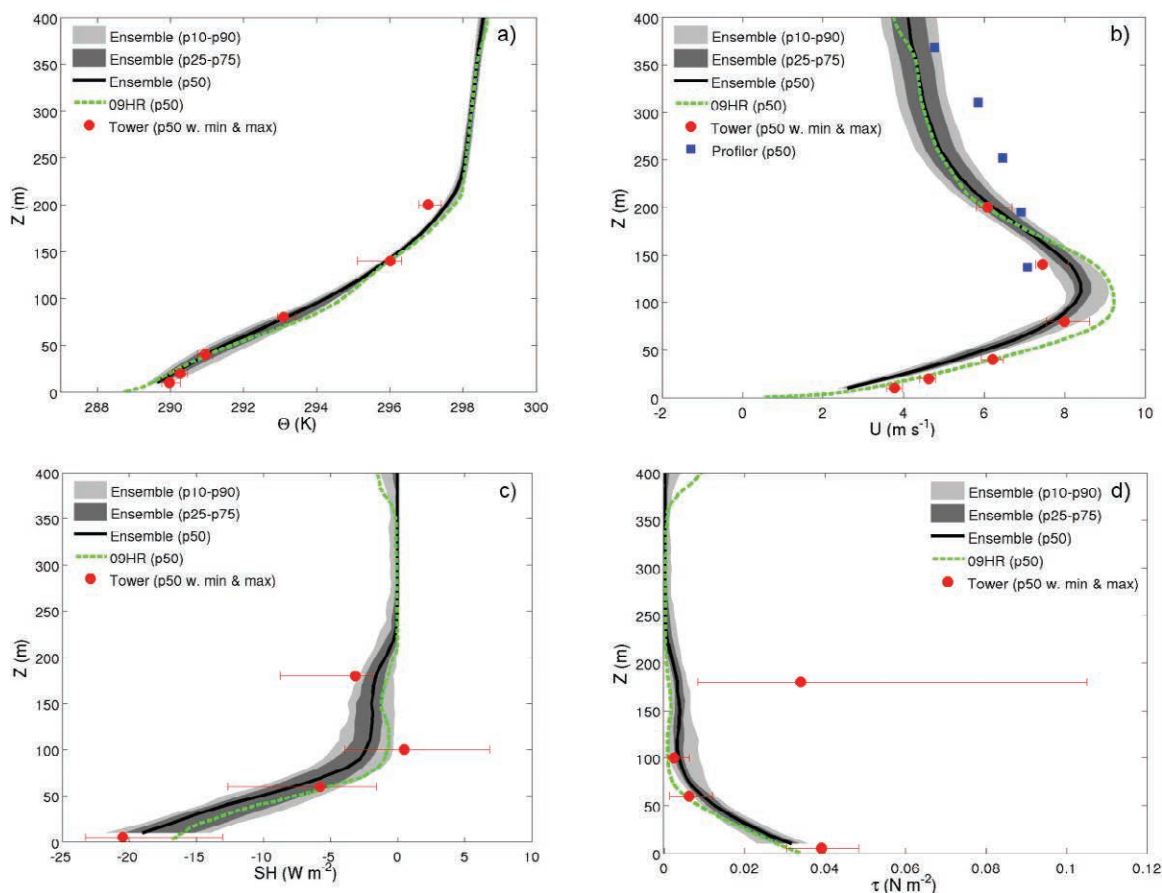 Ensemble (p10-p90)
Ensemble (p25-p75)
Ensemble (p50)
09HR (p50)
Tower (p50 w. min & max)
a)
400
350
300
250
200
150
100
50
0
Z (m)
288 290 292 294 296 298 300
Θ (K)
Ensemble (p10-p90)
Ensemble (p25-p75)
Ensemble (p50)
09HR (p50)
Tower (p50 w. min & max)
Profilor (p50)
b)
400
350
300
250
200
150
100
50
0
Z (m)
-2 0 2 4 6 8 10
U (m s⁻¹)
Ensemble (p10-p90)
Ensemble (p25-p75)
Ensemble (p50)
09HR (p50)
Tower (p50 w. min & max)
c)
400
350
300
250
200
150
100
50
0
Z (m)
-25 -20 -15 -10 -5 0 5 10
SH (W m⁻²)
Ensemble (p10-p90)
Ensemble (p25-p75)
Ensemble (p50)
09HR (p50)
Tower (p50 w. min & max)
d)
400
350
300
250
200
150
100
50
0
Z (m)
0 0.02 0.04 0.06 0.08 0.1 0.12
τ (N m⁻²)